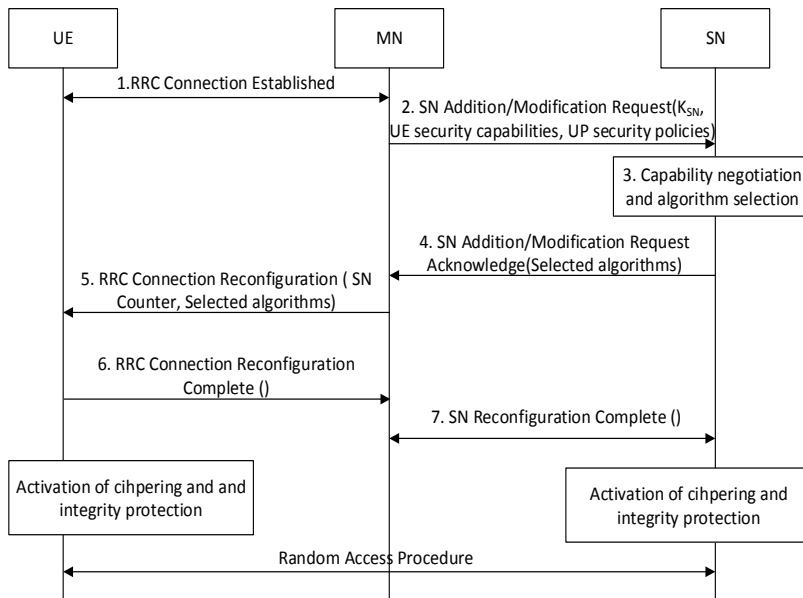 UE
MN
SN
1.RRC Connection Established
2. SN Addition/Modification Request(KSN,
UE security capabilities, UP security policies)
3. Capability negotiation
and algorithm selection
4. SN Addition/Modification Request
Acknowledge(Selected algorithms)
5. RRC Connection Reconfiguration ( SN
Counter, Selected algorithms)
6. RRC Connection Reconfiguration
Complete ()
7. SN Reconfiguration Complete ()
Activation of cihpering and and
integrity protection
Activation of cihpering and
integrity protection
Random Access Procedure